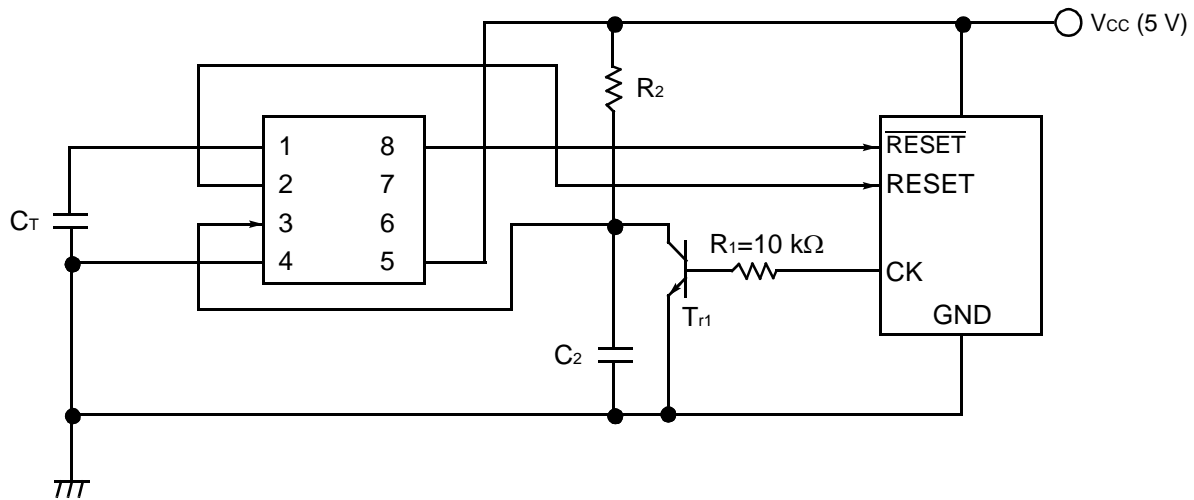 VCC (5 V)
R2
1 8
2 7
3 6
4 5
CT
RESET
RESET
R1=10 kΩ
CK
Tr1
GND
C2